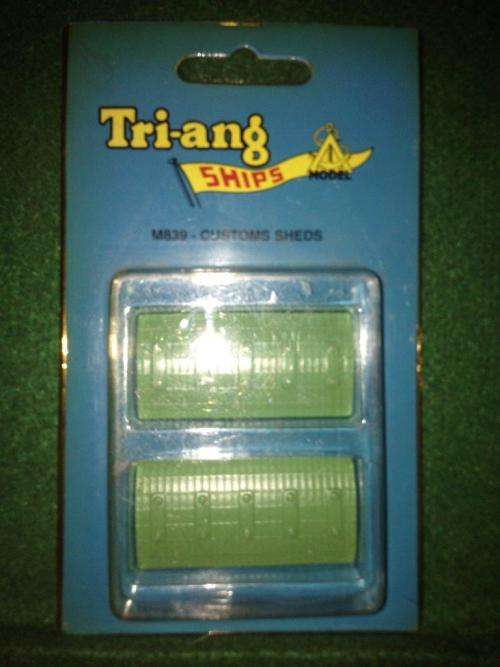 Tri-ang
SHIPS
MODEL
M839 - CUSTOMS SHEDS